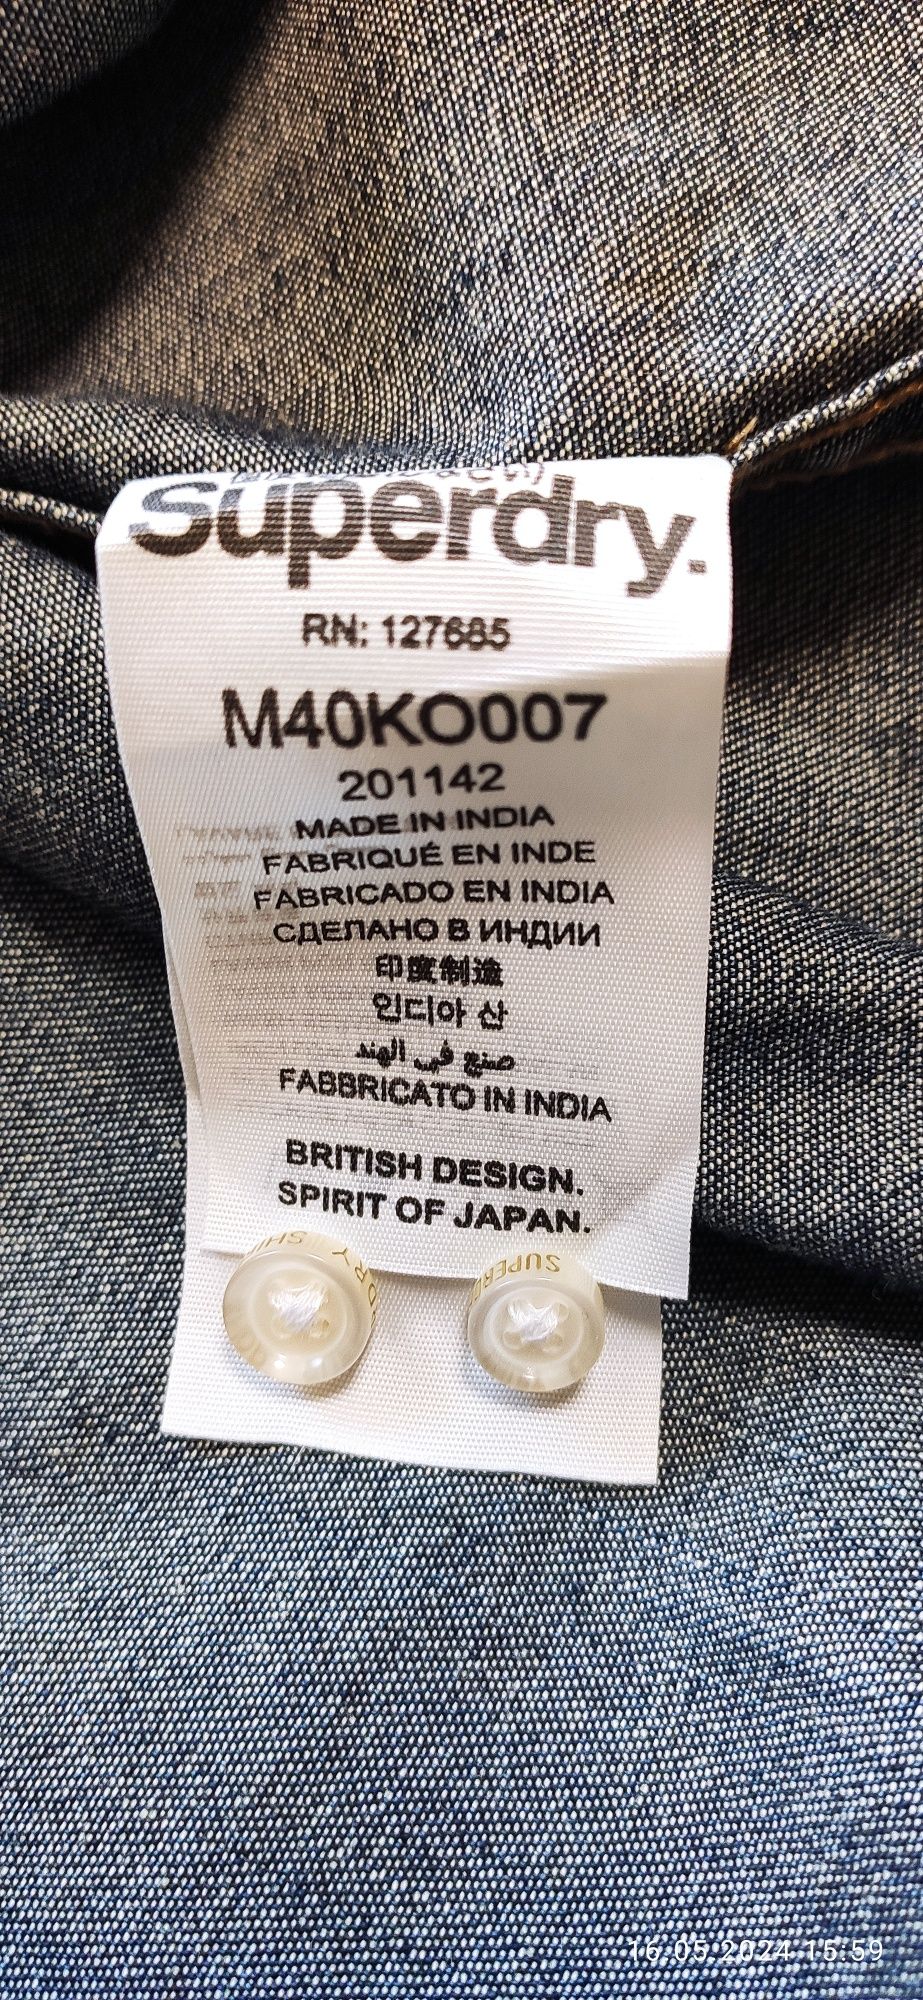 Superdry.
RN: 127685
M40KO007
201142
MADE IN INDIA
FABRIQUÉ EN INDE
FABRICADO EN INDIA
СДЕЛАНО В ИНДИИ
印度制造
인디아 산
صنع في الهند
FABBRICATO IN INDIA
BRITISH DESIGN.
SPIRIT OF JAPAN.
16.05.2024 15:59